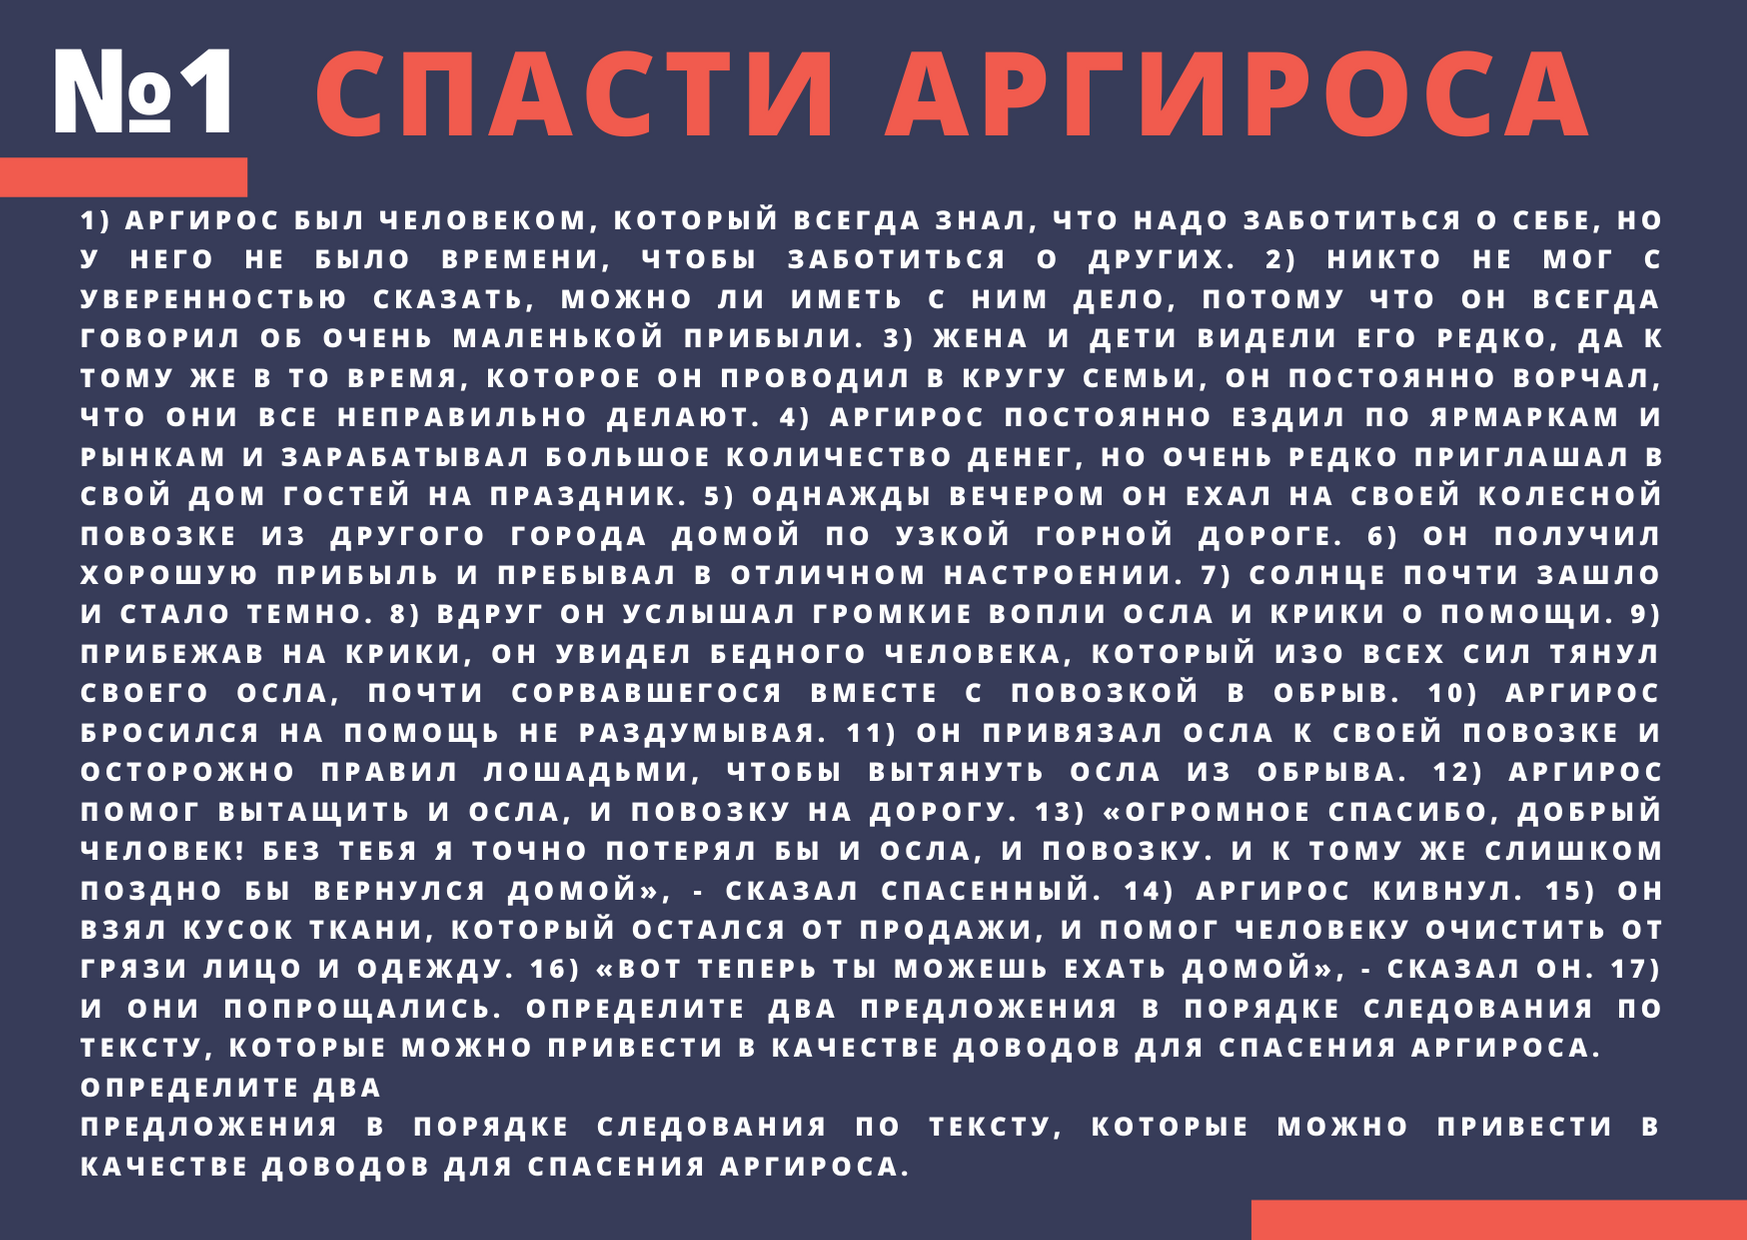 №1 СПАСТИ АРГИРОСА
1) АРГИРОС БЫЛ ЧЕЛОВЕКОМ, КОТОРЫЙ ВСЕГДА ЗНАЛ, ЧТО НАДО ЗАБОТИТЬСЯ О СЕБЕ, НО
У НЕГО НЕ БЫЛО ВРЕМЕНИ, ЧТОБЫ ЗАБОТИТЬСЯ О ДРУГИХ. 2) НИКТО НЕ МОГ С
УВЕРЕННОСТЬЮ СКАЗАТЬ, МОЖНО ЛИ ИМЕТЬ С НИМ ДЕЛО, ПОТОМУ ЧТО ОН ВСЕГДА
ГОВОРИЛ ОБ ОЧЕНЬ МАЛЕНЬКОЙ ПРИБЫЛИ. 3) ЖЕНА И ДЕТИ ВИДЕЛИ ЕГО РЕДКО, ДА К
ТОМУ ЖЕ В ТО ВРЕМЯ, КОТОРОЕ ОН ПРОВОДИЛ В КРУГУ СЕМЬИ, ОН ПОСТОЯННО ВОРЧАЛ,
ЧТО ОНИ ВСЕ НЕПРАВИЛЬНО ДЕЛАЮТ. 4) АРГИРОС ПОСТОЯННО ЕЗДИЛ ПО ЯРМАРКАМ И
РЫНКАМ И ЗАРАБАТЫВАЛ БОЛЬШОЕ КОЛИЧЕСТВО ДЕНЕГ, НО ОЧЕНЬ РЕДКО ПРИГЛАШАЛ В
СВОЙ ДОМ ГОСТЕЙ НА ПРАЗДНИК. 5) ОДНАЖДЫ ВЕЧЕРОМ ОН ЕХАЛ НА СВОЕЙ КОЛЕСНОЙ
ПОВОЗКЕ ИЗ ДРУГОГО ГОРОДА ДОМОЙ ПО УЗКОЙ ГОРНОЙ ДОРОГЕ. 6) ОН ПОЛУЧИЛ
ХОРОШУЮ ПРИБЫЛЬ И ПРЕБЫВАЛ В ОТЛИЧНОМ НАСТРОЕНИИ. 7) СОЛНЦЕ ПОЧТИ ЗАШЛО
И СТАЛО ТЕМНО. 8) ВДРУГ ОН УСЛЫШАЛ ГРОМКИЕ ВОПЛИ ОСЛА И КРИКИ О ПОМОЩИ. 9)
ПРИБЕЖАВ НА КРИКИ, ОН УВИДЕЛ БЕДНОГО ЧЕЛОВЕКА, КОТОРЫЙ ИЗО ВСЕХ СИЛ ТЯНУЛ
СВОЕГО ОСЛА, ПОЧТИ СОРВАВШЕГОСЯ ВМЕСТЕ С ПОВОЗКОЙ В ОБРЫВ. 10) АРГИРОС
БРОСИЛСЯ НА ПОМОЩЬ НЕ РАЗДУМЫВАЯ. 11) ОН ПРИВЯЗАЛ ОСЛА К СВОЕЙ ПОВОЗКЕ И
ОСТОРОЖНО ПРАВИЛ ЛОШАДЬМИ, ЧТОБЫ ВЫТЯНУТЬ ОСЛА ИЗ ОБРЫВА. 12) АРГИРОС
ПОМОГ ВЫТАЩИТЬ И ОСЛА, И ПОВОЗКУ НА ДОРОГУ. 13) «ОГРОМНОЕ СПАСИБО, ДОБРЫЙ
ЧЕЛОВЕК! БЕЗ ТЕБЯ Я ТОЧНО ПОТЕРЯЛ БЫ И ОСЛА, И ПОВОЗКУ. И К ТОМУ ЖЕ СЛИШКОМ
ПОЗДНО БЫ ВЕРНУЛСЯ ДОМОЙ», - СКАЗАЛ СПАСЕННЫЙ. 14) АРГИРОС КИВНУЛ. 15) ОН
ВЗЯЛ КУСОК ТКАНИ, КОТОРЫЙ ОСТАЛСЯ ОТ ПРОДАЖИ, И ПОМОГ ЧЕЛОВЕКУ ОЧИСТИТЬ ОТ
ГРЯЗИ ЛИЦО И ОДЕЖДУ. 16) «ВОТ ТЕПЕРЬ ТЫ МОЖЕШЬ ЕХАТЬ ДОМОЙ», - СКАЗАЛ ОН. 17)
И ОНИ ПОПРОЩАЛИСЬ. ОПРЕДЕЛИТЕ ДВА ПРЕДЛОЖЕНИЯ В ПОРЯДКЕ СЛЕДОВАНИЯ ПО
ТЕКСТУ, КОТОРЫЕ МОЖНО ПРИВЕСТИ В КАЧЕСТВЕ ДОВОДОВ ДЛЯ СПАСЕНИЯ АРГИРОСА.
ОПРЕДЕЛИТЕ ДВА
ПРЕДЛОЖЕНИЯ В ПОРЯДКЕ СЛЕДОВАНИЯ ПО ТЕКСТУ, КОТОРЫЕ МОЖНО ПРИВЕСТИ В
КАЧЕСТВЕ ДОВОДОВ ДЛЯ СПАСЕНИЯ АРГИРОСА.